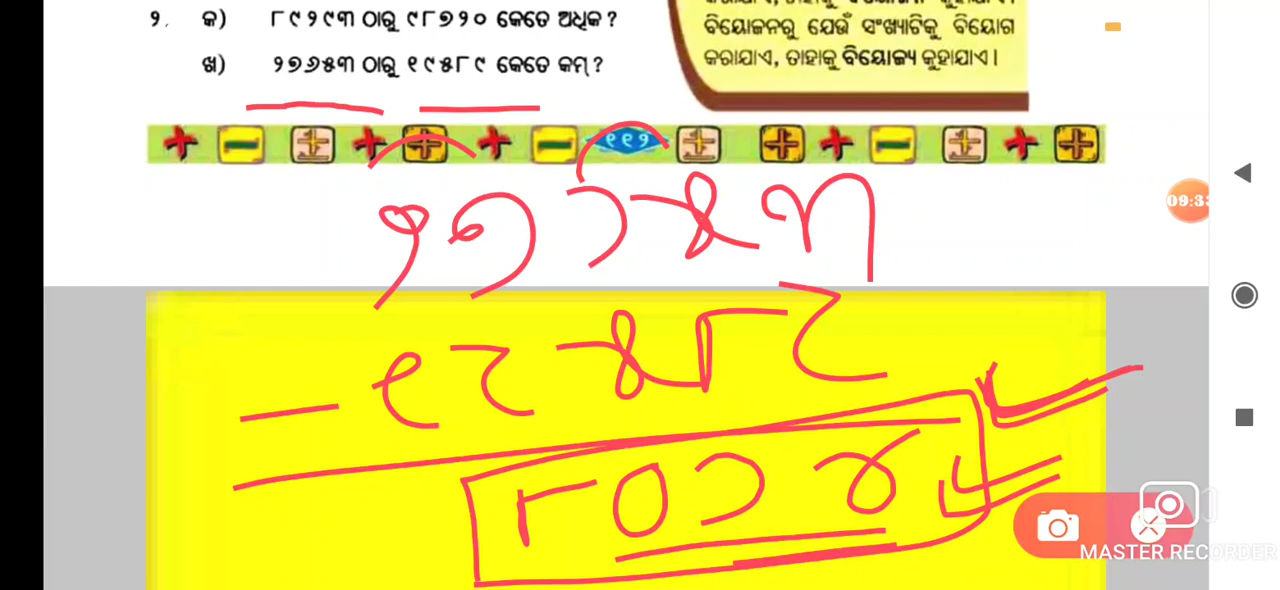 ୨. କ) ୮୯୨୯୩ ଠାରୁ ୯୮୭୨୦ କେତେ ଅଧିକ ?
ଖ) ୨୭୬୫୩ ଠାରୁ ୧୯୫୮୯ କେତେ କମ୍ ?
ବିୟୋଜନରୁ ଯେଉଁ ସଂଖ୍ୟାଟିକୁ ବିୟୋଗ
କରାଯାଏ, ତାହାକୁ ବିୟୋଜ୍ୟ କୁହାଯାଏ।
୧୧୨
୨୭୬୫୩
– ୧୯୫୮୯
୮୦୬୪
MASTER RECORDER